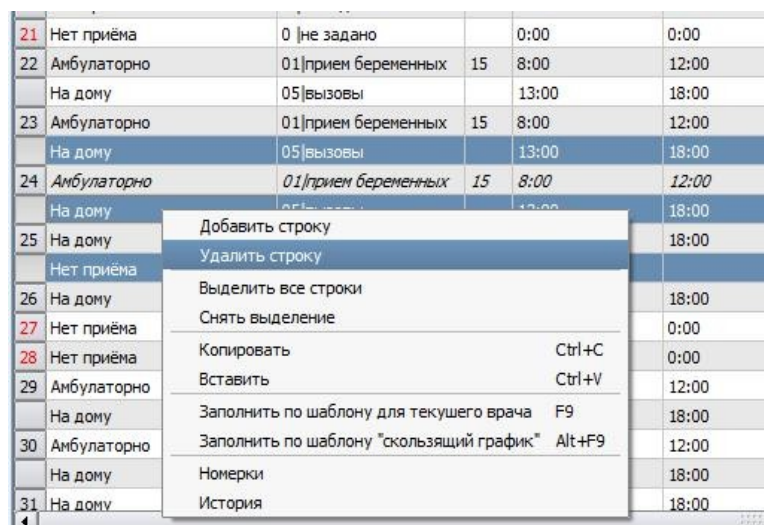 21 Нет приёма 0 |не задано 0:00 0:00
22 Амбулаторно 01|прием беременных 15 8:00 12:00
На дому 05|вызовы 13:00 18:00
23 Амбулаторно 01|прием беременных 15 8:00 12:00
На дому 05|вызовы 13:00 18:00
24 Амбулаторно 01|прием беременных 15 8:00 12:00
На дому 18:00
Добавить строку
25 На дому 18:00
Удалить строку
Нет приёма
Выделить все строки
26 На дому 18:00
Снять выделение
27 Нет приёма 0:00
Копировать Ctrl+C
28 Нет приёма 0:00
Вставить Ctrl+V
29 Амбулаторно 12:00
Заполнить по шаблону для текушего врача F9
На дому 18:00
Заполнить по шаблону "скользящий график" Alt+F9
30 Амбулаторно 12:00
Номерки
На дому 18:00
История
31 На дому 18:00